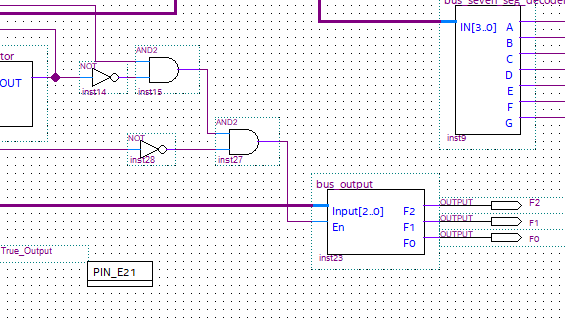 bus_seven_seg_decoder
IN[3..0] A
B
C
D
E
F
G
inst9
tor
OUT
NOT
inst14
AND2
inst15
AND2
inst27
NOT
inst28
bus_output
Input[2..0] F2
En F1
F0
inst23
OUTPUT F2
OUTPUT F1
OUTPUT F0
True_Output
PIN_E21